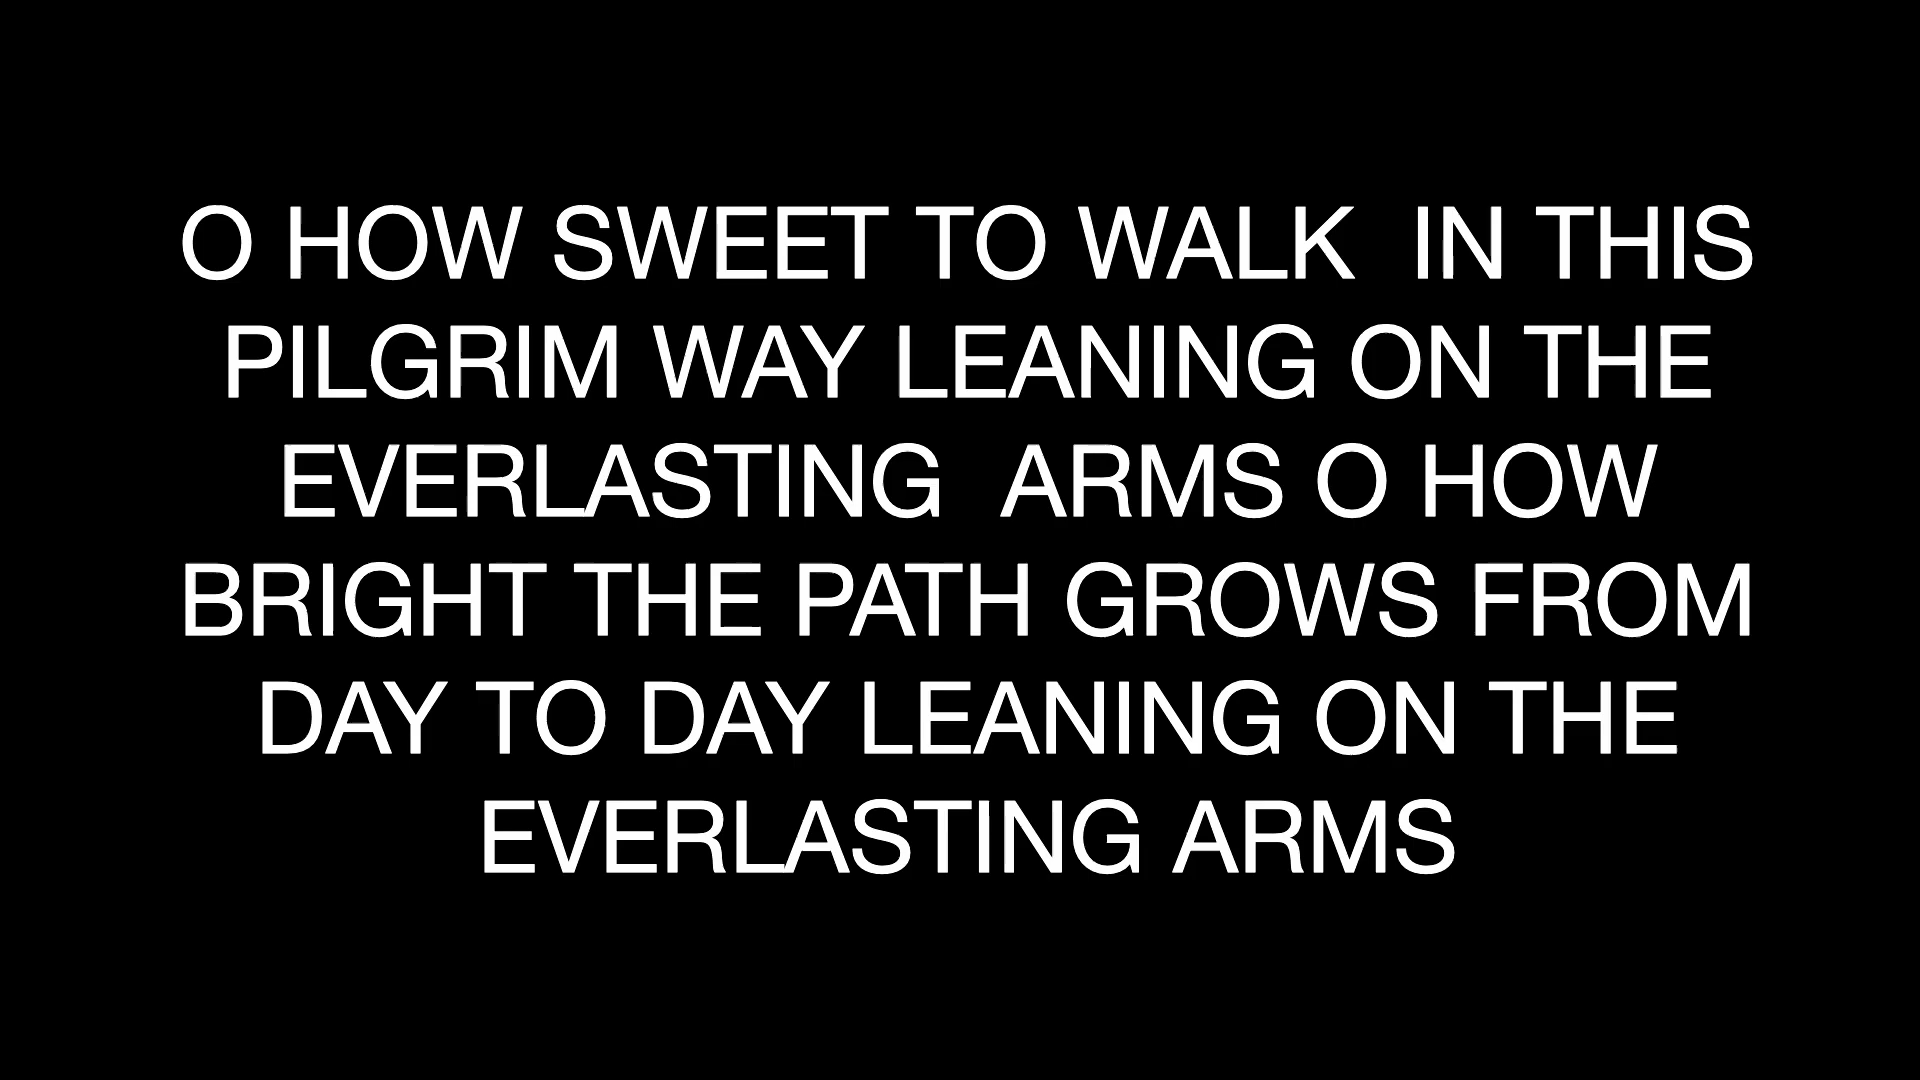 O HOW SWEET TO WALK  IN THIS
PILGRIM WAY LEANING ON THE
EVERLASTING  ARMS O HOW
BRIGHT THE PATH GROWS FROM
DAY TO DAY LEANING ON THE
EVERLASTING ARMS